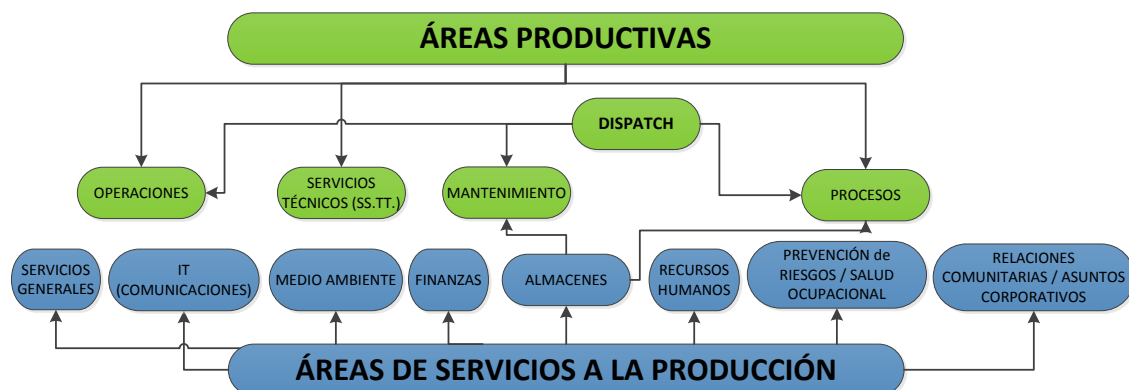 ÁREAS PRODUCTIVAS
DISPATCH
OPERACIONES
SERVICIOS
TÉCNICOS (SS.TT.)
MANTENIMIENTO
PROCESOS
SERVICIOS
GENERALES
IT
(COMUNICACIONES)
MEDIO AMBIENTE
FINANZAS
ALMACENES
RECURSOS
HUMANOS
PREVENCIÓN de
RIESGOS / SALUD
OCUPACIONAL
RELACIONES
COMUNITARIAS / ASUNTOS
CORPORATIVOS
ÁREAS DE SERVICIOS A LA PRODUCCIÓN